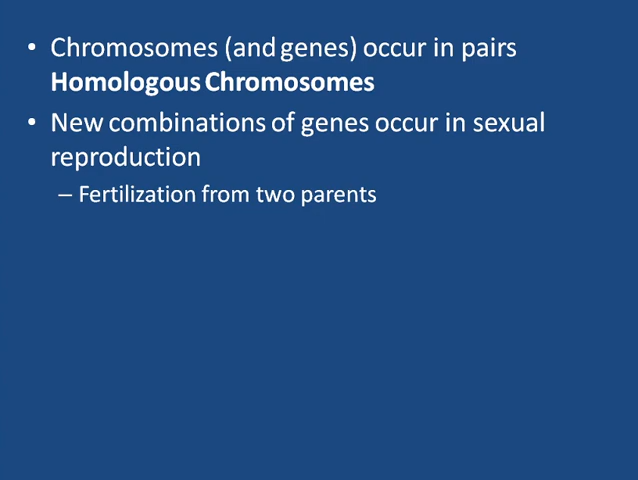 • Chromosomes (and genes) occur in pairs
Homologous Chromosomes
• New combinations of genes occur in sexual
reproduction
– Fertilization from two parents